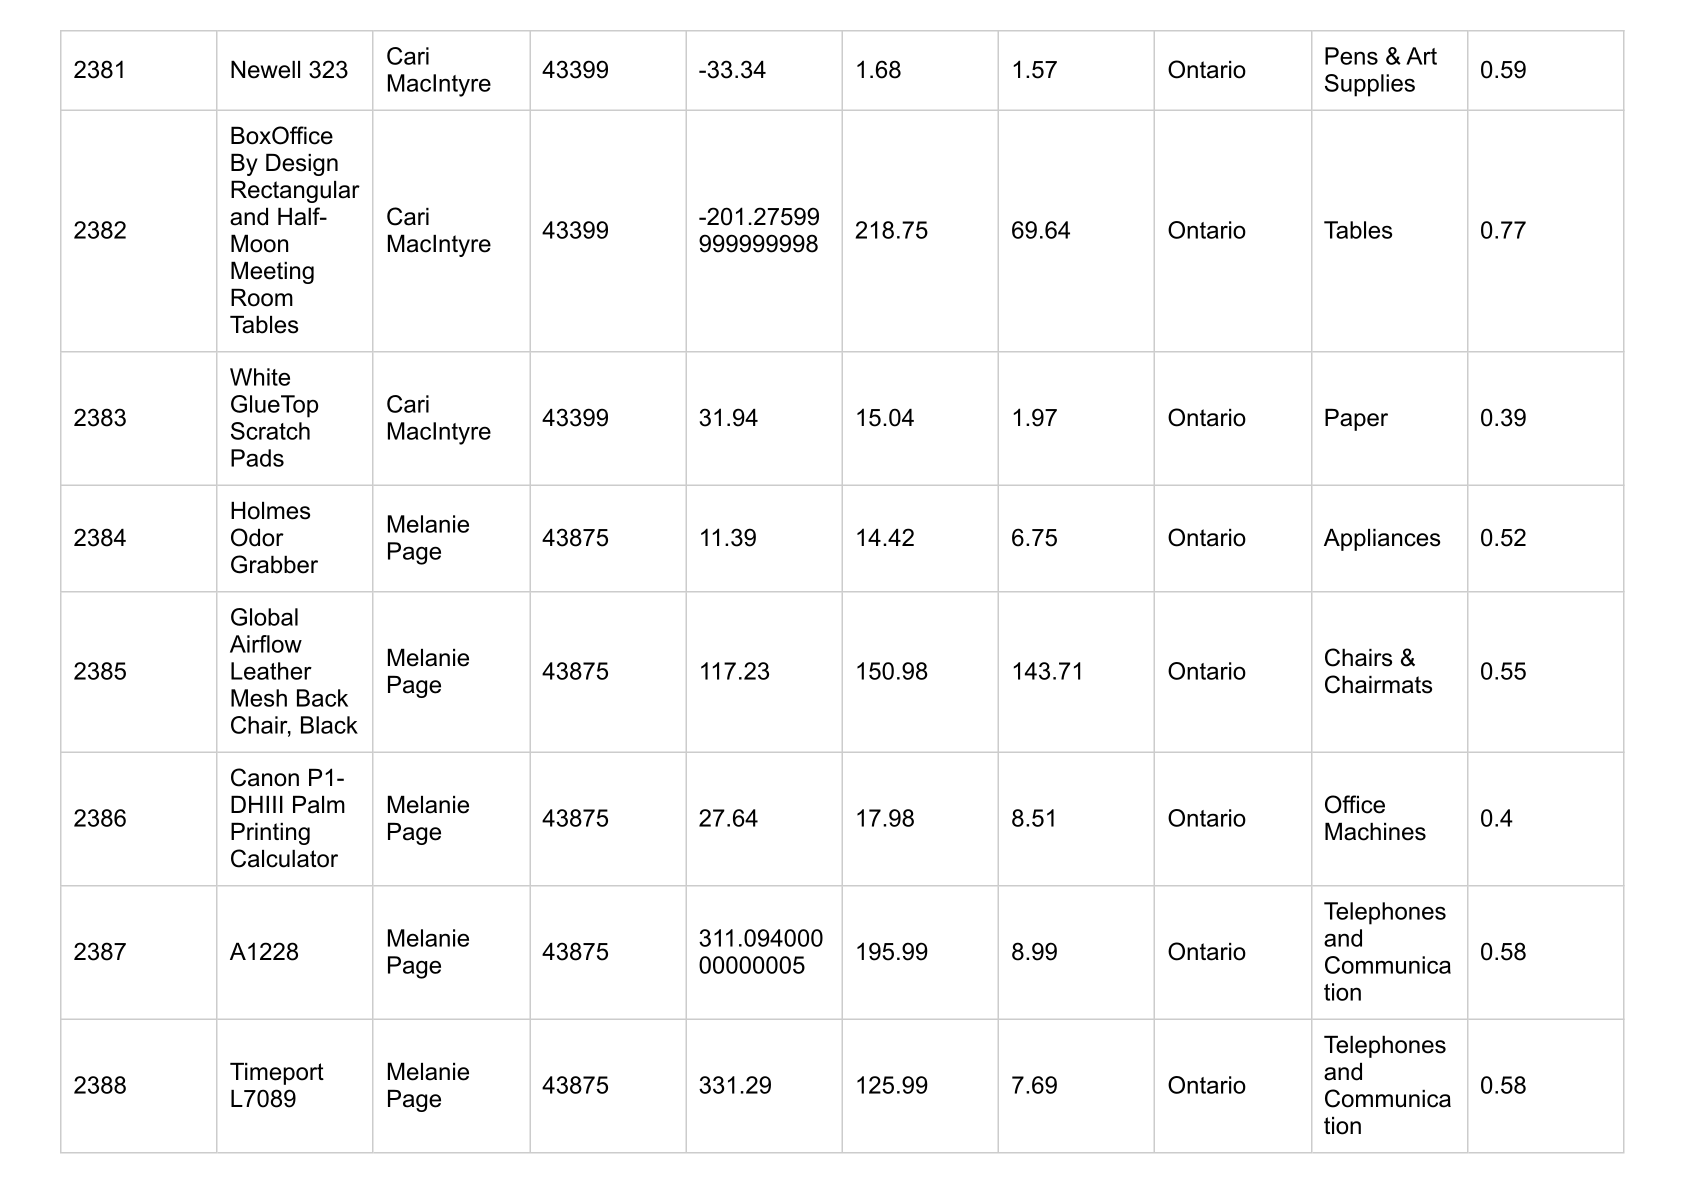 2381 Newell 323 Cari MacIntyre 43399 -33.34 1.68 1.57 Ontario Pens & Art Supplies 0.59
2382 BoxOffice By Design Rectangular and Half-Moon Meeting Room Tables Cari MacIntyre 43399 -201.27599999999998 218.75 69.64 Ontario Tables 0.77
2383 White GlueTop Scratch Pads Cari MacIntyre 43399 31.94 15.04 1.97 Ontario Paper 0.39
2384 Holmes Odor Grabber Melanie Page 43875 11.39 14.42 6.75 Ontario Appliances 0.52
2385 Global Airflow Leather Mesh Back Chair, Black Melanie Page 43875 117.23 150.98 143.71 Ontario Chairs & Chairmats 0.55
2386 Canon P1-DHIII Palm Printing Calculator Melanie Page 43875 27.64 17.98 8.51 Ontario Office Machines 0.4
2387 A1228 Melanie Page 43875 311.09400000000005 195.99 8.99 Ontario Telephones and Communication 0.58
2388 Timeport L7089 Melanie Page 43875 331.29 125.99 7.69 Ontario Telephones and Communication 0.58